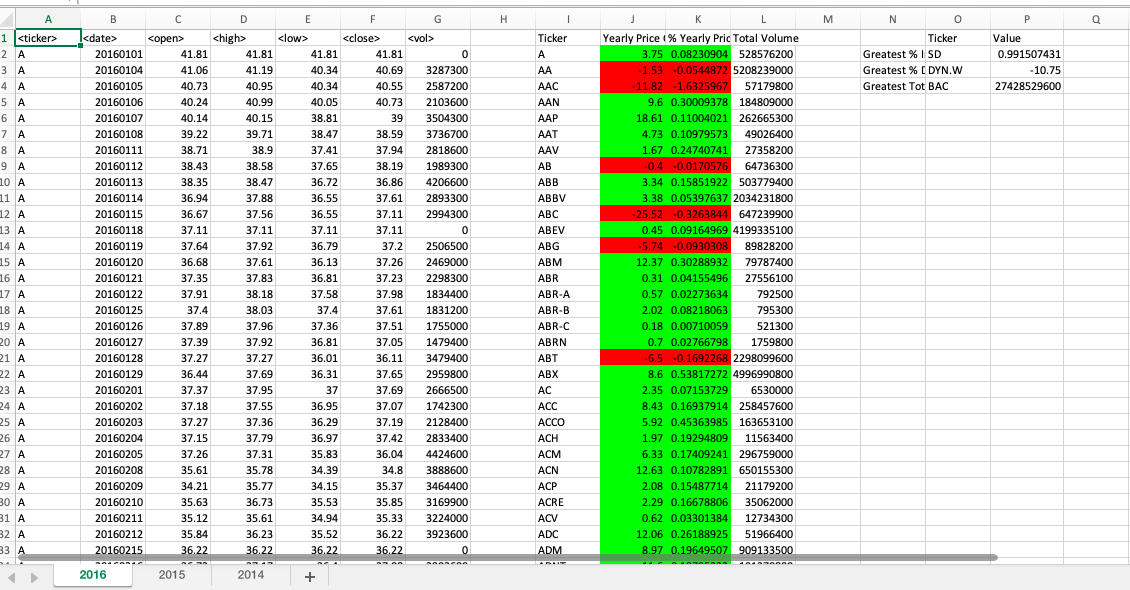 A B C D E F G H I J K L M N O P Q
1 <ticker> <date> <open> <high> <low> <close> <vol> Ticker Yearly Price % Yearly Pric Total Volume Ticker Value
2 A 20160101 41.81 41.81 41.81 41.81 0 A 3.75 0.08230904 528576200 Greatest % I SD 0.991507431
3 A 20160104 41.06 41.19 40.34 40.69 3287300 AA -1.53 -0.0544872 5208239000 Greatest % D DYN.W -10.75
4 A 20160105 40.73 40.95 40.34 40.55 2587200 AAC -11.82 -1.6325967 57179800 Greatest Tot BAC 27428529600
5 A 20160106 40.24 40.99 40.05 40.73 2103600 AAN 9.6 0.30009378 184809000
6 A 20160107 40.14 40.15 38.81 39 3504300 AAP 18.61 0.11004021 262665300
7 A 20160108 39.22 39.71 38.47 38.59 3736700 AAT 4.73 0.10979573 49026400
8 A 20160111 38.71 38.9 37.41 37.94 2818600 AAV 1.67 0.24740741 27358200
9 A 20160112 38.43 38.58 37.65 38.19 1989300 AB -0.4 -0.0170576 64736300
10 A 20160113 38.35 38.47 36.72 36.86 4206600 ABB 3.34 0.15851922 503779400
11 A 20160114 36.94 37.88 36.55 37.61 2893300 ABBV 3.38 0.05397637 2034231800
12 A 20160115 36.67 37.56 36.55 37.11 2994300 ABC -25.52 -0.3263844 647239900
13 A 20160118 37.11 37.11 37.11 37.11 0 ABEV 0.45 0.09164969 4199335100
14 A 20160119 37.64 37.92 36.79 37.2 2506500 ABG -5.74 -0.0930308 89828200
15 A 20160120 36.68 37.61 36.13 37.26 2469000 ABM 12.37 0.30288932 79787400
16 A 20160121 37.35 37.83 36.81 37.23 2298300 ABR 0.31 0.04155496 27556100
17 A 20160122 37.91 38.18 37.58 37.98 1834400 ABR-A 0.57 0.02273634 792500
18 A 20160125 37.4 38.03 37.4 37.61 1831200 ABR-B 2.02 0.08218063 795300
19 A 20160126 37.89 37.96 37.36 37.51 1755000 ABR-C 0.18 0.00710059 521300
20 A 20160127 37.39 37.92 36.81 37.05 1479400 ABRN 0.7 0.02766798 1759800
21 A 20160128 37.27 37.27 36.01 36.11 3479400 ABT -6.5 -0.1692268 2298099600
22 A 20160129 36.44 37.69 36.31 37.65 2959800 ABX 8.6 0.53817272 4996990800
23 A 20160201 37.37 37.95 37 37.69 2666500 AC 2.35 0.07153729 6530000
24 A 20160202 37.18 37.55 36.95 37.07 1742300 ACC 8.43 0.16937914 258457600
25 A 20160203 37.27 37.36 36.29 37.19 2128400 ACCO 5.92 0.45363985 163653100
26 A 20160204 37.15 37.79 36.97 37.42 2833400 ACH 1.97 0.19294809 11563400
27 A 20160205 37.26 37.31 35.83 36.04 4424600 ACM 6.33 0.17409241 296759000
28 A 20160208 35.61 35.78 34.39 34.8 3888600 ACN 12.63 0.10782891 650155300
29 A 20160209 34.21 35.77 34.15 35.37 3464400 ACP 2.08 0.15487714 21179200
30 A 20160210 35.63 36.73 35.53 35.85 3169900 ACRE 2.29 0.16678806 35062000
31 A 20160211 35.12 35.61 34.94 35.33 3224000 ACV 0.62 0.03301384 12734300
32 A 20160212 35.84 36.23 35.52 36.22 3923600 ADC 12.06 0.26188925 51966400
33 A 20160215 36.22 36.22 36.22 36.22 0 ADM 8.97 0.19649507 909133500
2016 2015 2014 +